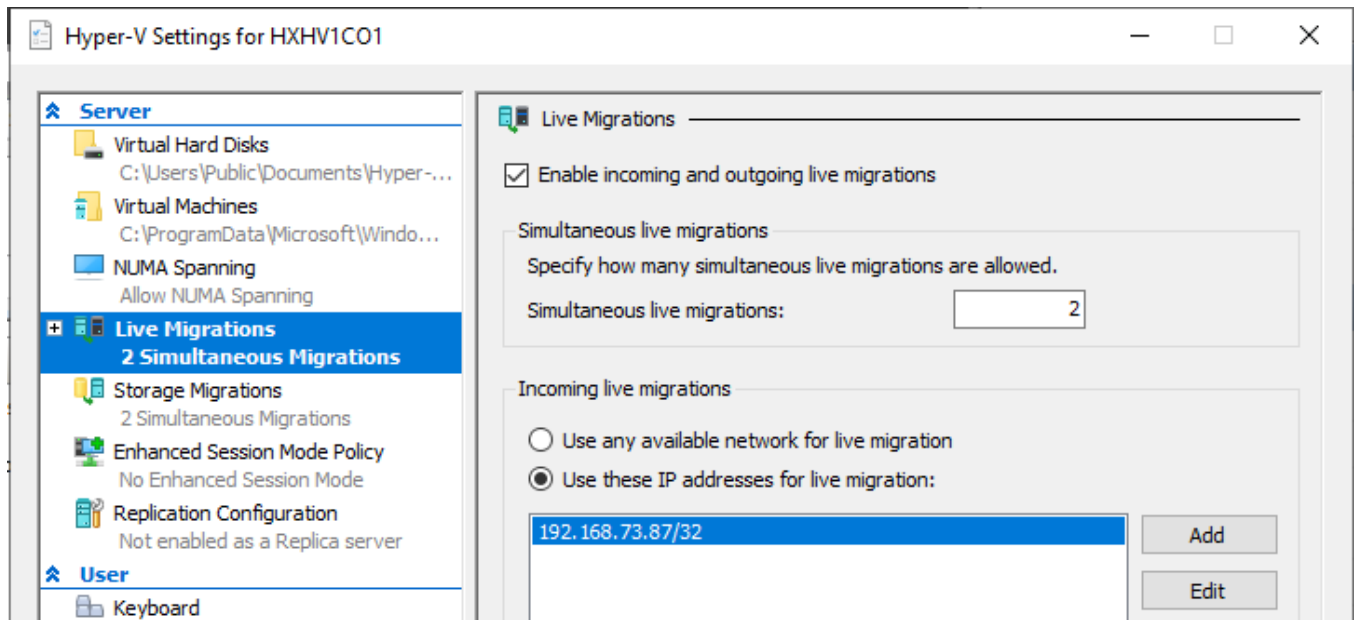 Hyper-V Settings for HXHV1CO1
Server
Virtual Hard Disks
C:\Users\Public\Documents\Hyper-...
Virtual Machines
C:\ProgramData\Microsoft\Windo...
NUMA Spanning
Allow NUMA Spanning
Live Migrations
2 Simultaneous Migrations
Storage Migrations
2 Simultaneous Migrations
Enhanced Session Mode Policy
No Enhanced Session Mode
Replication Configuration
Not enabled as a Replica server
User
Keyboard
Live Migrations
Enable incoming and outgoing live migrations
Simultaneous live migrations
Specify how many simultaneous live migrations are allowed.
Simultaneous live migrations: 2
Incoming live migrations
Use any available network for live migration
Use these IP addresses for live migration:
192.168.73.87/32
Add
Edit